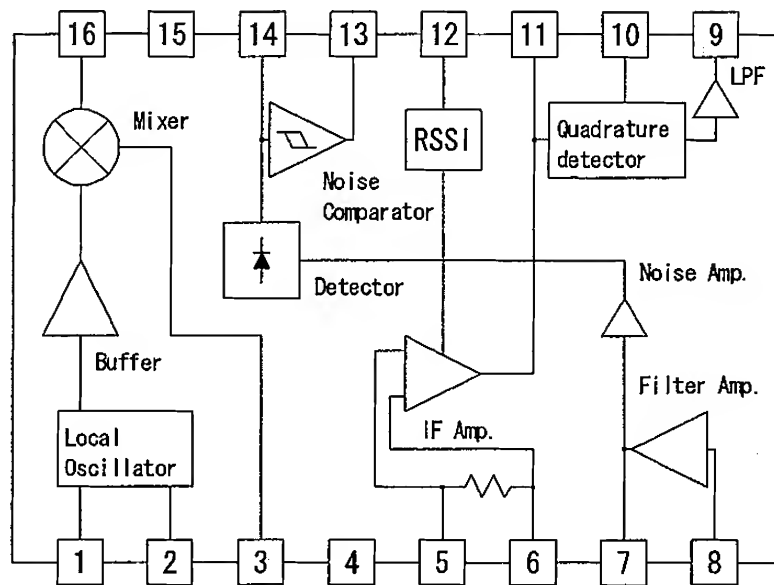 16 15 14 13 12 11 10 9
LPF
Mixer
RSSI
Quadrature
detector
Noise
Comparator
Detector
Noise Amp.
Buffer
Filter Amp.
IF Amp.
Local
Oscillator
1 2 3 4 5 6 7 8